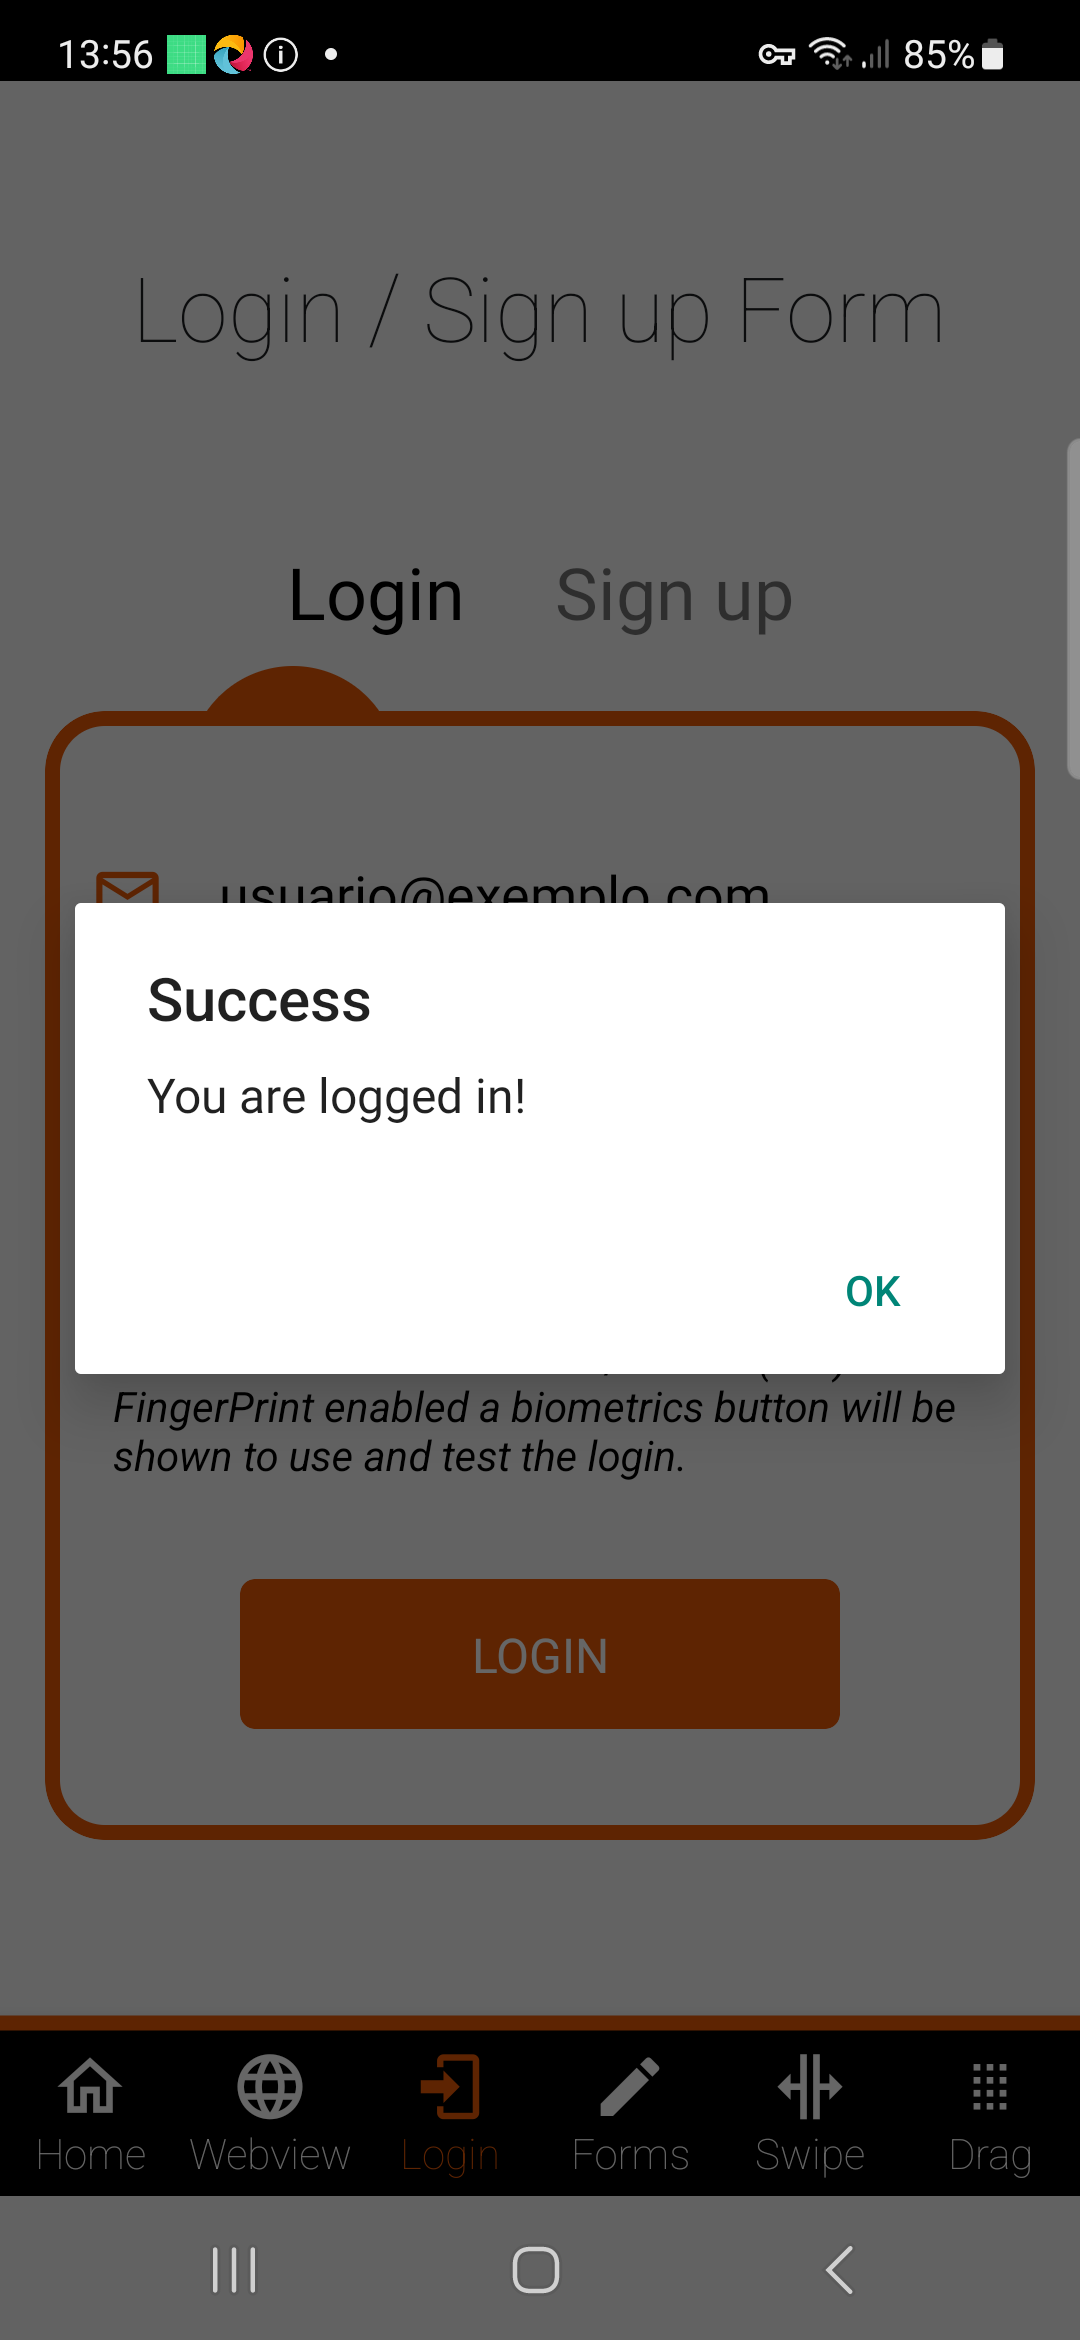 13:56
85%
Login / Sign up Form
Login Sign up
usuario@exemplo.com
Success
You are logged in!
OK
FingerPrint enabled a biometrics button will be
shown to use and test the login.
LOGIN
Home Webview Login Forms Swipe Drag